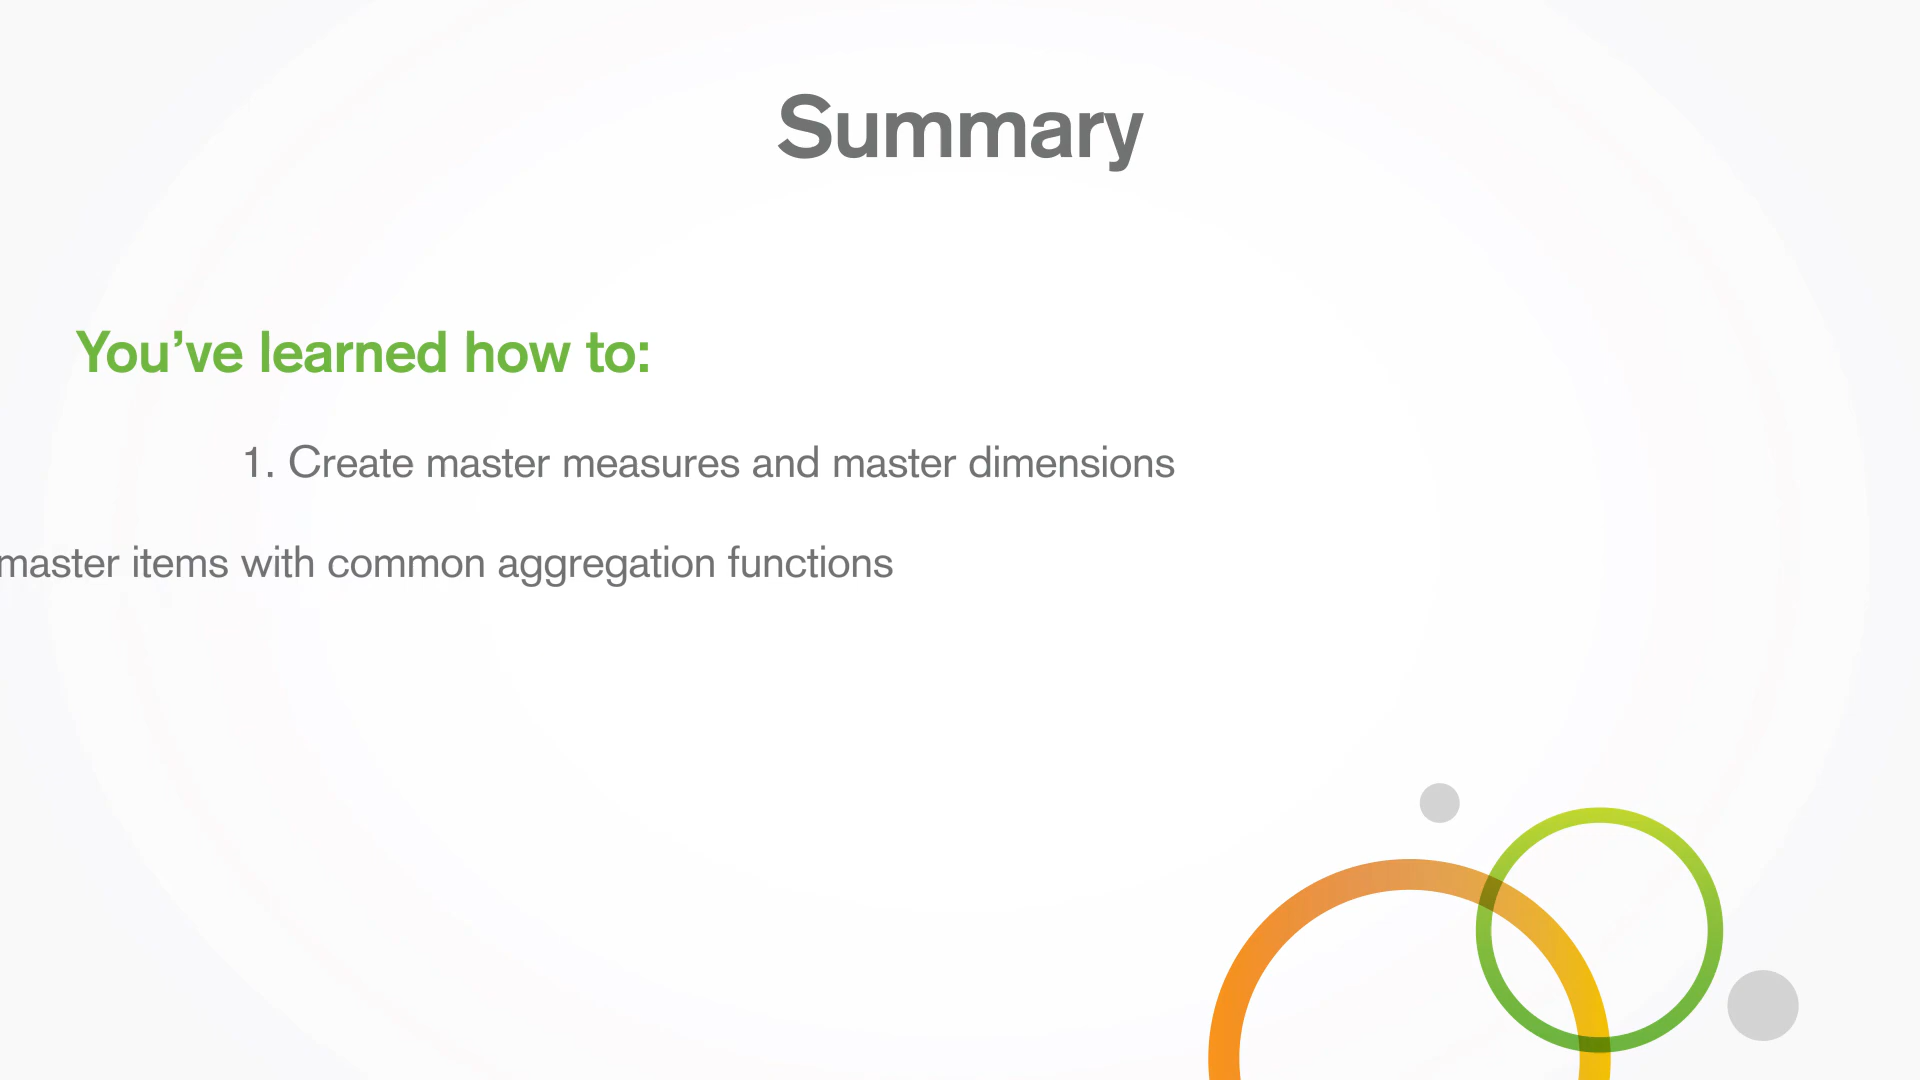 Summary
You’ve learned how to:
1. Create master measures and master dimensions
master items with common aggregation functions